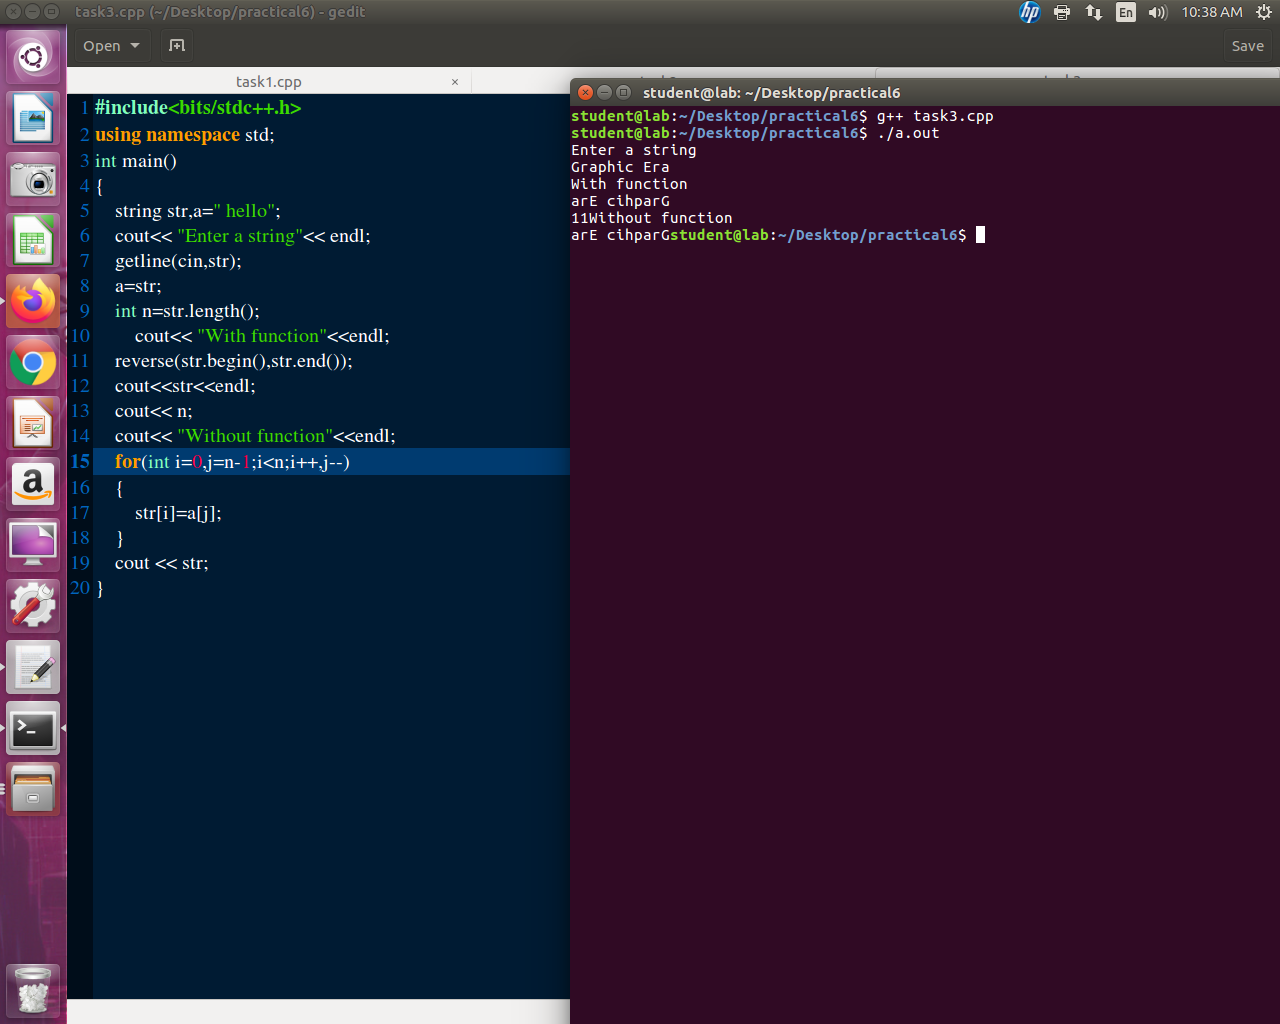 task3.cpp (~/Desktop/practical6) - gedit
En
10:38 AM
Open
Save
task1.cpp
1 #include<bits/stdc++.h>
2 using namespace std;
3 int main()
4 {
5 string str,a=" hello";
6 cout<< "Enter a string"<< endl;
7 getline(cin,str);
8 a=str;
9 int n=str.length();
10 cout<< "With function"<<endl;
11 reverse(str.begin(),str.end());
12 cout<<str<<endl;
13 cout<< n;
14 cout<< "Without function"<<endl;
15 for(int i=0,j=n-1;i<n;i++,j--)
16 {
17 str[i]=a[j];
18 }
19 cout << str;
20 }
student@lab: ~/Desktop/practical6
student@lab:~/Desktop/practical6$ g++ task3.cpp
student@lab:~/Desktop/practical6$ ./a.out
Enter a string
Graphic Era
With function
arE cihparG
11Without function
arE cihparGstudent@lab:~/Desktop/practical6$